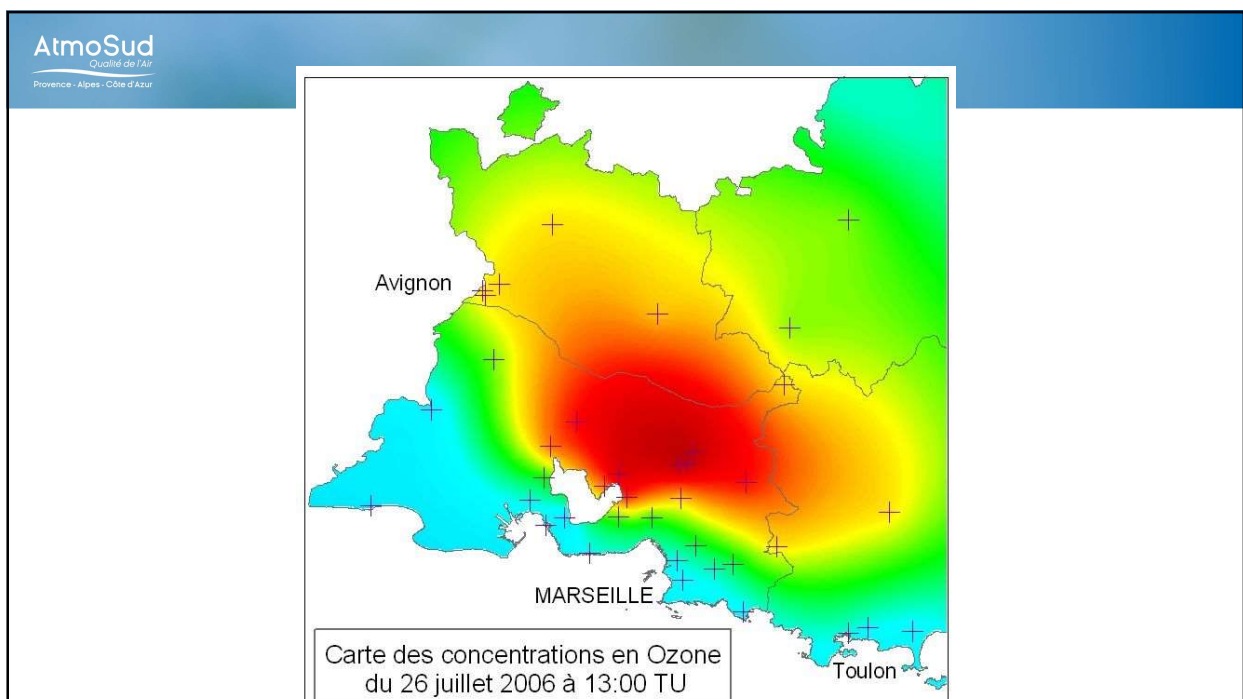 AtmoSud
Qualité de l'Air
Provence - Alpes - Côte d'Azur
Avignon
MARSEILLE
Toulon
Carte des concentrations en Ozone
du 26 juillet 2006 à 13:00 TU